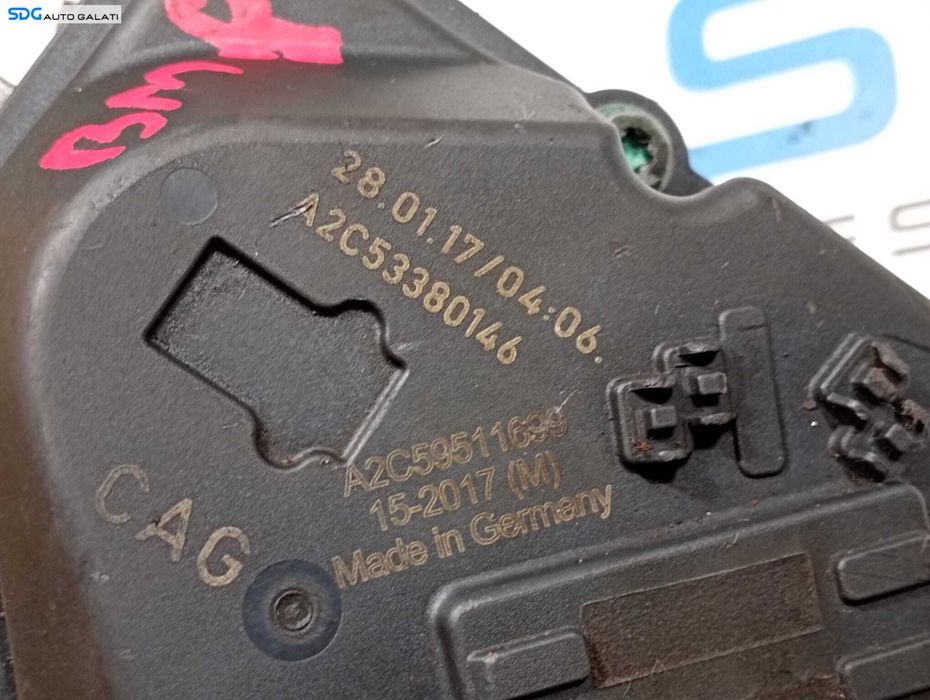 SDG AUTO GALATI
28.01.17/04:06.
A2C53380146
A2C59511699
15-2017 (M)
Made in Germany
CAG